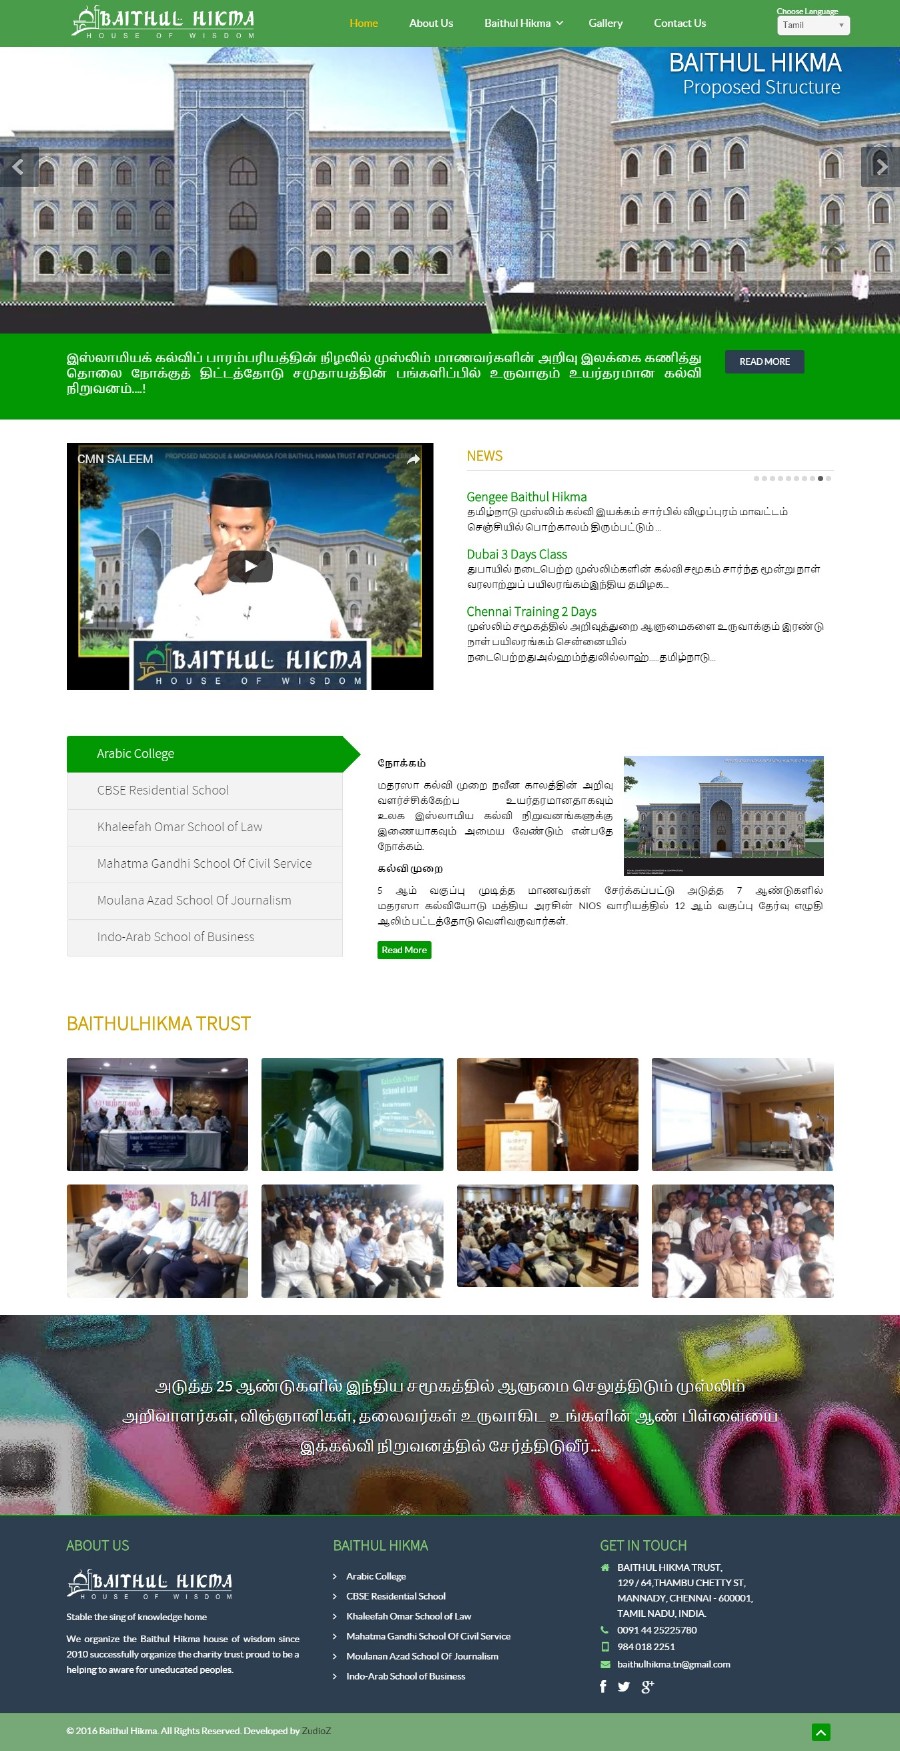 BAITHUL HIKMA
HOUSE OF WISDOM
Home About Us Baithul Hikma Gallery Contact Us
Choose Language
Tamil
BAITHUL HIKMA
Proposed Structure
இஸ்லாமியக் கல்விப் பாரம்பரியத்தின் நிழலில் முஸ்லிம் மாணவர்களின் அறிவு இலக்கை கணித்து
தொலை நோக்குத் திட்டத்தோடு சமுதாயத்தின் பங்களிப்பில் உருவாகும் உயர்தரமான கல்வி
நிறுவனம்....!
READ MORE
CMN SALEEM
PROPOSED MOSQUE & MADHARASA FOR BAITHUL HIKMA TRUST AT PUDHUCH
BAITHUL HIKMA
HOUSE OF WISDOM
NEWS
Gengee Baithul Hikma
தமிழ்நாடு முஸ்லிம் கல்வி இயக்கம் சார்பில் விழுப்புரம் மாவட்டம்
செஞ்சியில் பொற்காலம் திரும்பட்டும் ...
Dubai 3 Days Class
துபாயில் நடைபெற்ற முஸ்லிம்களின் கல்வி சமூகம் சார்ந்த மூன்று நாள்
வரலாற்றுப் பயிலரங்கம்இந்திய தமிழக...
Chennai Training 2 Days
முஸ்லிம் சமூகத்தில் அறிவுத்துறை ஆளுமைகளை உருவாக்கும் இரண்டு
நாள் பயிலரங்கம் சென்னையில்
நடைபெற்றதுஅல்ஹம்ந்துலில்லாஹ்.....தமிழ்நாடு...
Arabic College
CBSE Residential School
Khaleefah Omar School of Law
Mahatma Gandhi School Of Civil Service
Moulana Azad School Of Journalism
Indo-Arab School of Business
நோக்கம்
மதரஸா கல்வி முறை நவீன காலத்தின் அறிவு
வளர்ச்சிக்கேற்ப உயர்தரமானதாகவும்
உலக இஸ்லாமிய கல்வி நிறுவனங்களுக்கு
இணையாகவும் அமைய வேண்டும் என்பதே
நோக்கம்.
கல்வி முறை
5 ஆம் வகுப்பு முடித்த மாணவர்கள் சேர்க்கப்பட்டு அடுத்த 7 ஆண்டுகளில்
மதரஸா கல்வியோடு மத்திய அரசின் NIOS வாரியத்தில் 12 ஆம் வகுப்பு தேர்வு எழுதி
ஆலிம் பட்டத்தோடு வெளிவருவார்கள்.
Read More
BAITHULHIKMA TRUST
School of Law
அடுத்த 25 ஆண்டுகளில் இந்திய சமூகத்தில் ஆளுமை செலுத்திடும் முஸ்லிம்
அறிவாளர்கள், விஞ்ஞானிகள், தலைவர்கள் உருவாகிட உங்களின் ஆண் பிள்ளையை
இக்கல்வி நிறுவனத்தில் சேர்த்திடுவீர்...
ABOUT US
BAITHUL HIKMA
HOUSE OF WISDOM
Stable the sing of knowledge home
We organize the Baithul Hikma house of wisdom since
2010 successfully organize the charity trust proud to be a
helping to aware for uneducated peoples.
BAITHUL HIKMA
Arabic College
CBSE Residential School
Khaleefah Omar School of Law
Mahatma Gandhi School Of Civil Service
Moulanan Azad School Of Journalism
Indo-Arab School of Business
GET IN TOUCH
BAITHUL HIKMA TRUST,
129 / 64,THAMBU CHETTY ST,
MANNADY, CHENNAI - 600001,
TAMIL NADU, INDIA.
0091 44 25225780
984 018 2251
baithulhikma.tn@gmail.com
© 2016 Baithul Hikma. All Rights Reserved. Developed by ZudioZ